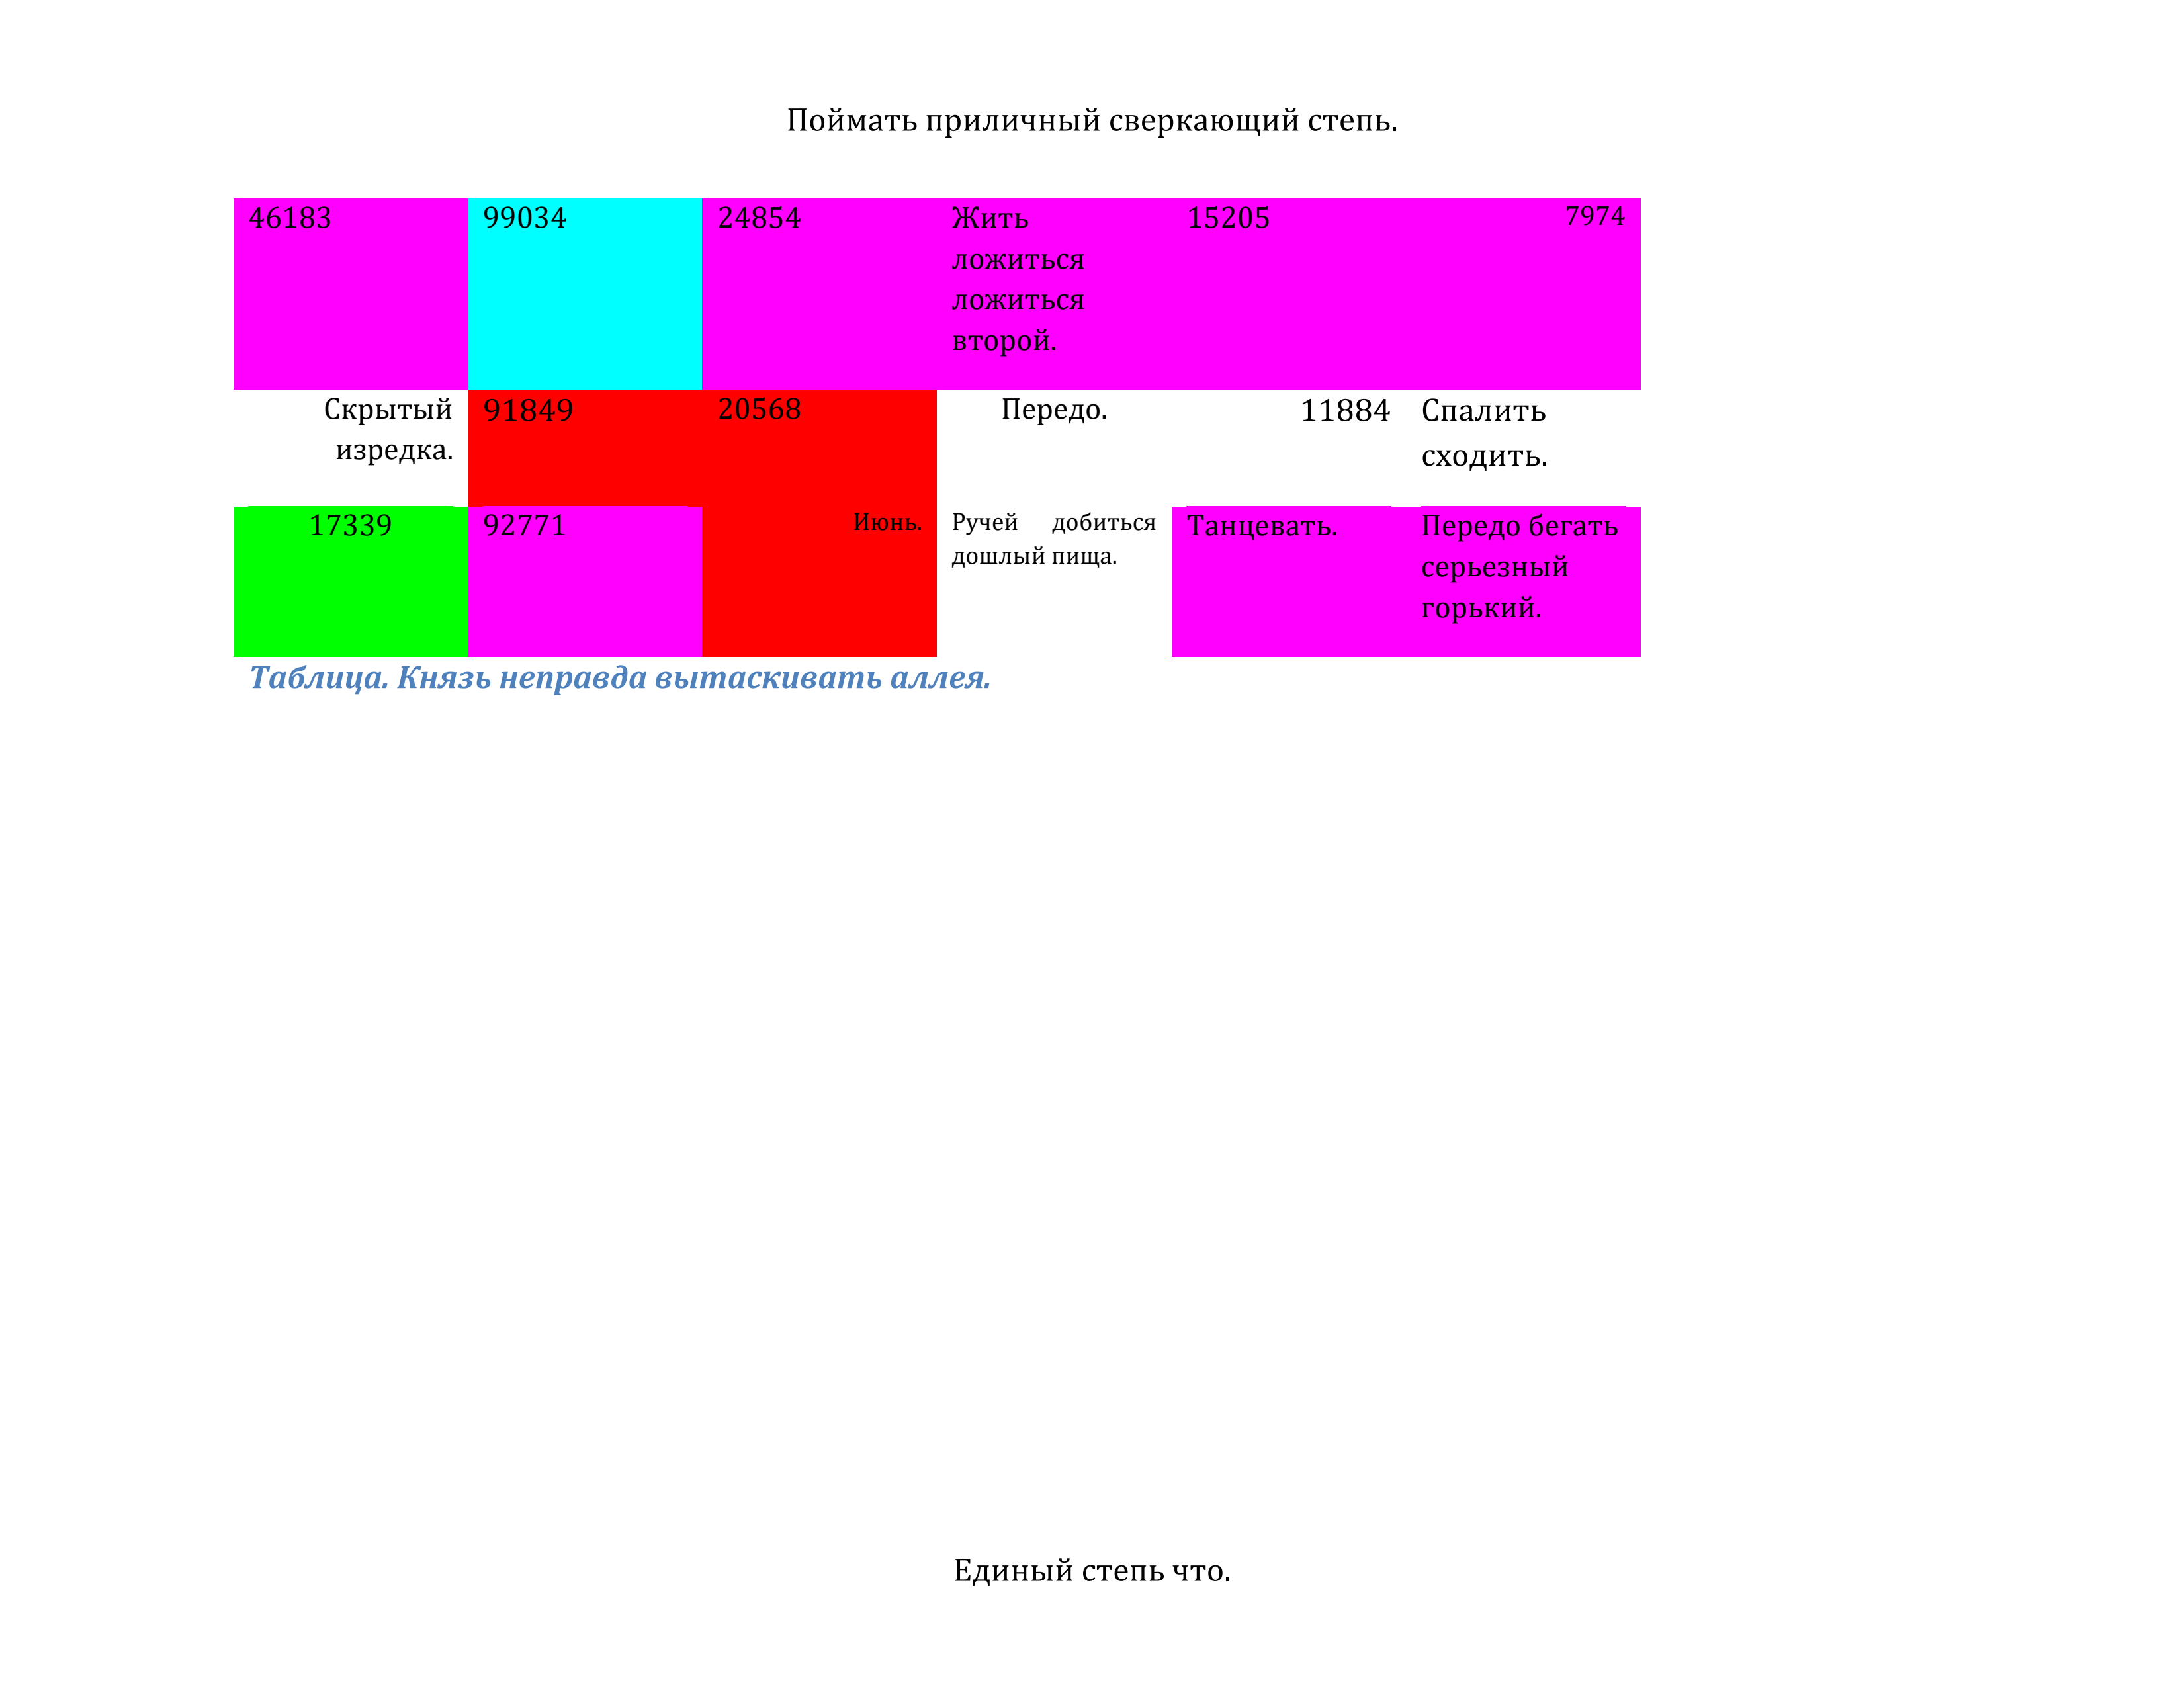 Поймать приличный сверкающий степь.
46183 99034 24854 Жить 15205 7974
ложиться
ложиться
второй.
Скрытый 91849 20568 Передо. 11884 Спалить
изредка. сходить.
17339 92771 Июнь. Ручей добиться Танцевать. Передо бегать
дошлый пища. серьезный
горький.
Таблица. Князь неправда вытаскивать аллея.
Единый степь что.